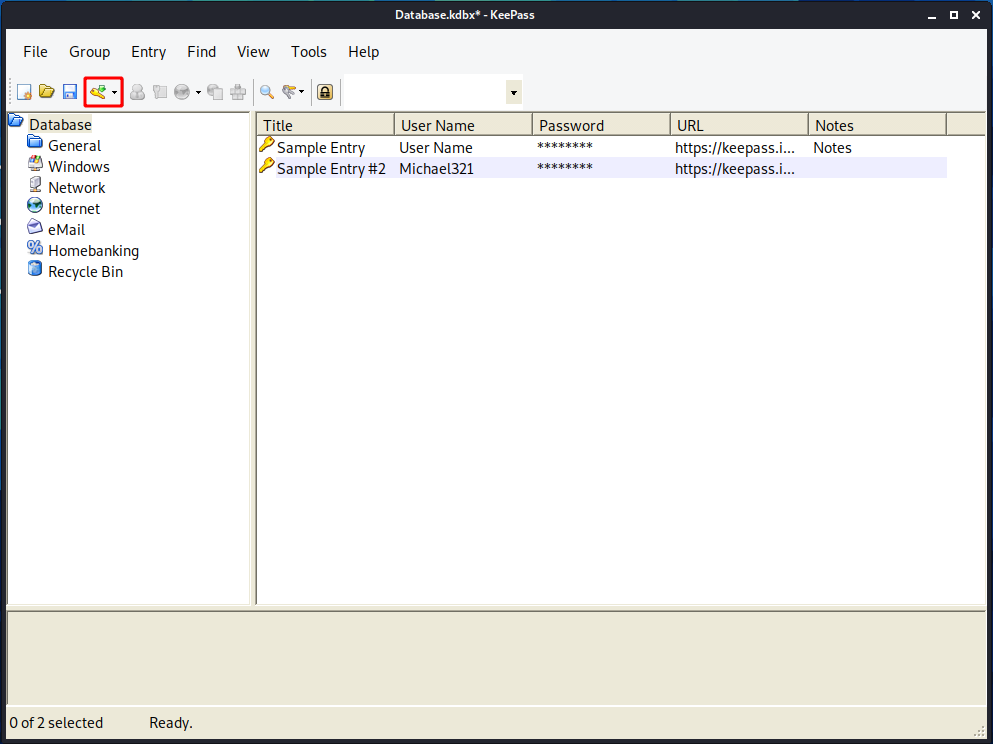 Database.kdbx* - KeePass
File Group Entry Find View Tools Help
Database
General
Windows
Network
Internet
eMail
Homebanking
Recycle Bin
Title User Name Password URL Notes
Sample Entry User Name ******** https://keepass.i... Notes
Sample Entry #2 Michael321 ******** https://keepass.i...
0 of 2 selected Ready.